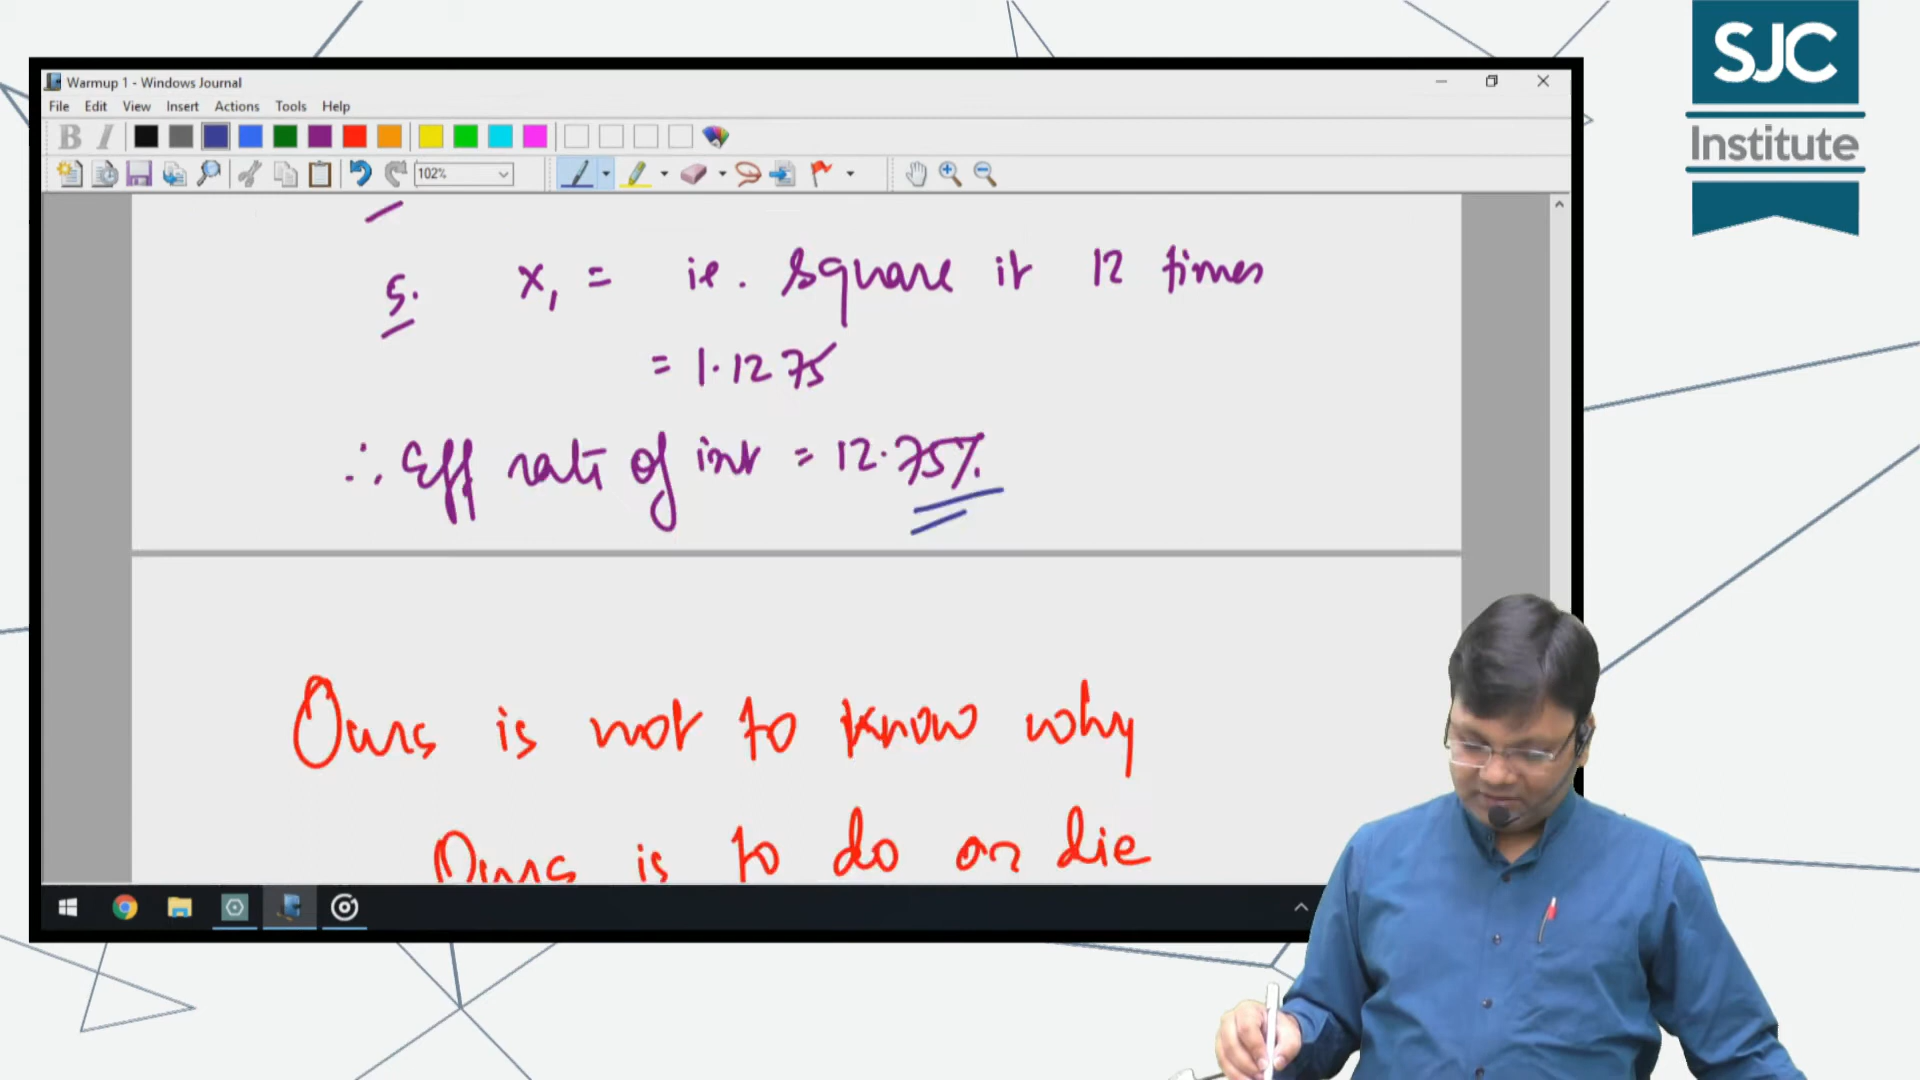 SJC
Institute
Warmup 1 - Windows Journal
File Edit View Insert Actions Tools Help
B I
102%
5. x₁ = ie. square it 12 times
= 1.1275
∴ Eff rate of int = 12.75%
Ours is not to know why
Ours is to do or die